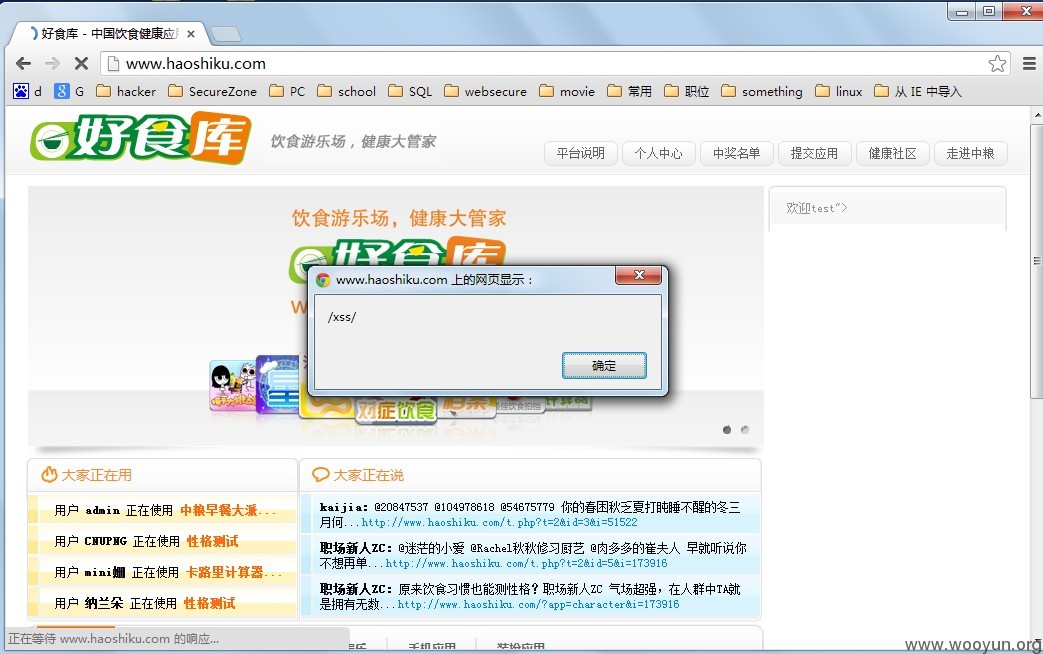 好食库 - 中国饮食健康应
www.haoshiku.com
d G hacker SecureZone PC school SQL websecure movie 常用 职位 something linux 从 IE 中导入
好食库 饮食游乐场，健康大管家
平台说明 个人中心 中奖名单 提交应用 健康社区 走进中粮
欢迎test">
饮食游乐场，健康大管家
好食库
W
www.haoshiku.com 上的网页显示：
/xss/
确定
对症饮食
大家正在用
用户 admin 正在使用 中粮早餐大派...
用户 CNUPNG 正在使用 性格测试
用户 mini姗 正在使用 卡路里计算器...
用户 纳兰朵 正在使用 性格测试
大家正在说
kaijia：@20847537 @104978618 @54675779 你的春困秋乏夏打盹睡不醒的冬三
月何...http://www.haoshiku.com/t.php?t=2&id=3&i=51522
职场新人ZC：@迷茫的小爱 @Rachel秋秋修习厨艺 @肉多多的崔夫人 早就听说你
不想再单...http://www.haoshiku.com/t.php?t=2&id=5&i=173916
职场新人ZC：原来饮食习惯也能测性格？职场新人ZC 气场超强，在人群中TA就
是拥有无数...http://www.haoshiku.com/?app=character&i=173916
正在等待 www.haoshiku.com 的响应...
手机应用 装扮应用
www.wooyun.org